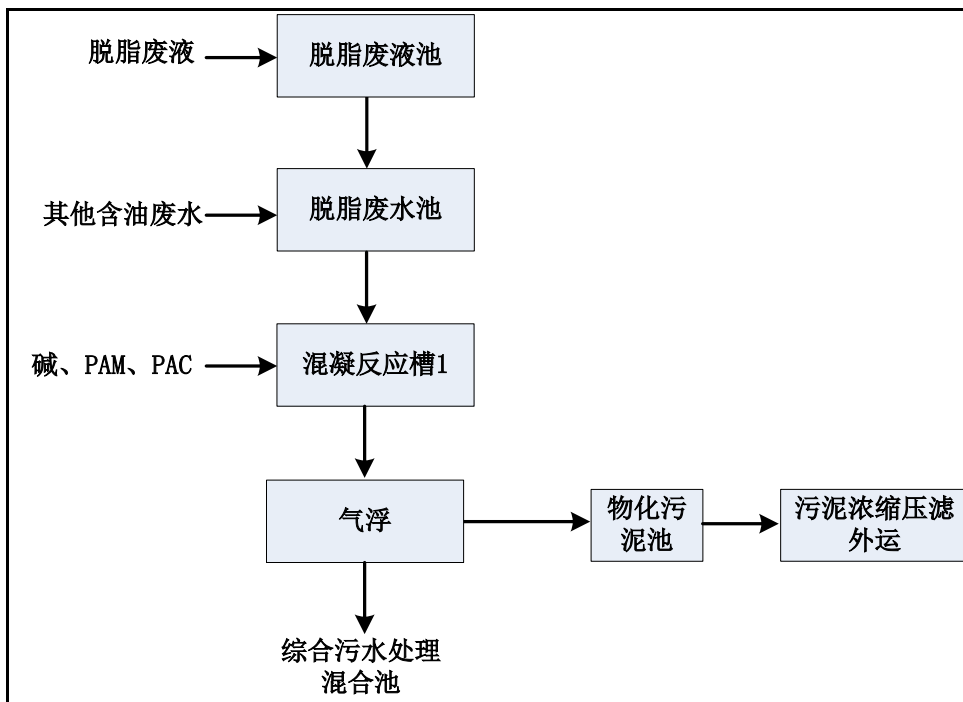 脱脂废液
脱脂废液池
其他含油废水
脱脂废水池
碱、PAM、PAC
混凝反应槽1
气浮
物化污
泥池
污泥浓缩压滤
外运
综合污水处理
混合池